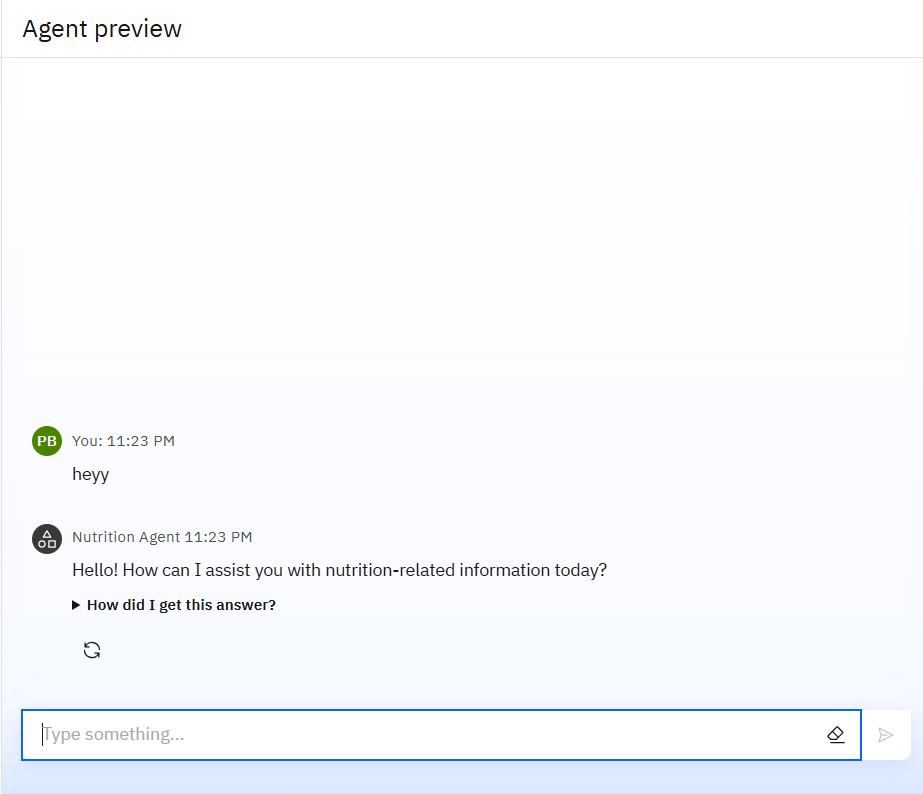 Agent preview
PB
You: 11:23 PM
heyy
Nutrition Agent 11:23 PM
Hello! How can I assist you with nutrition-related information today?
How did I get this answer?
Type something...